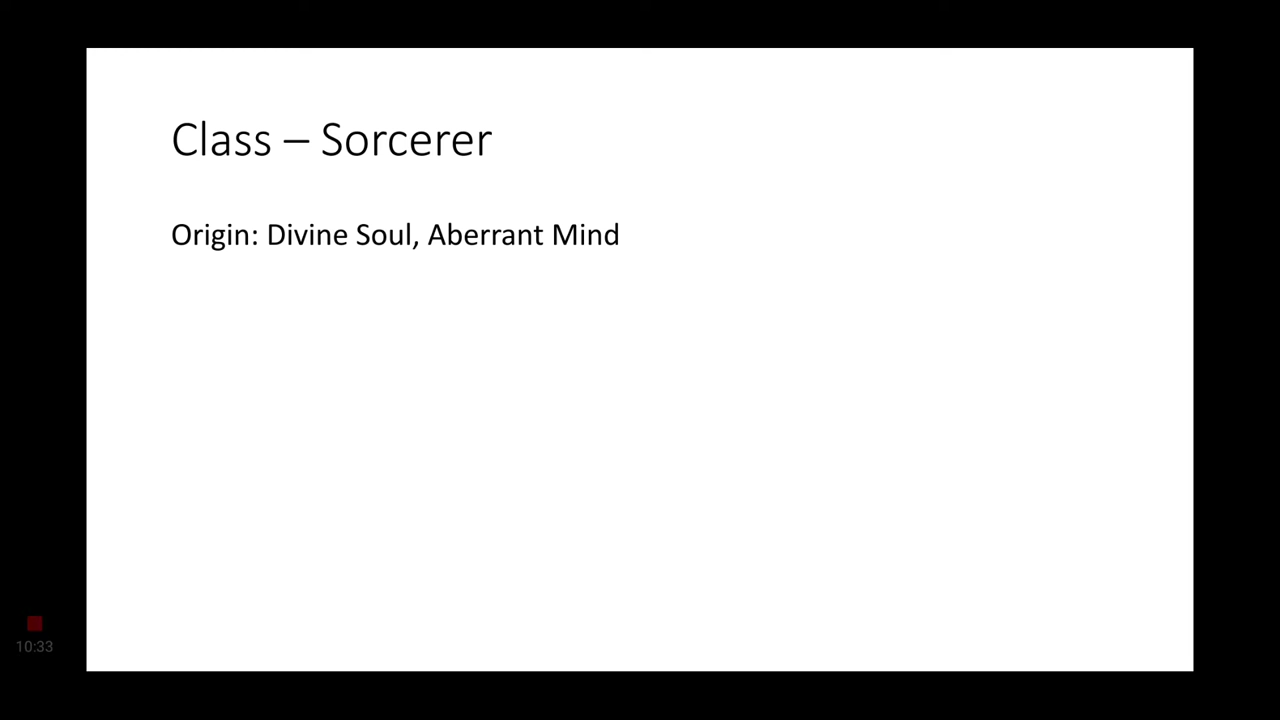 Class – Sorcerer
Origin: Divine Soul, Aberrant Mind
10:33